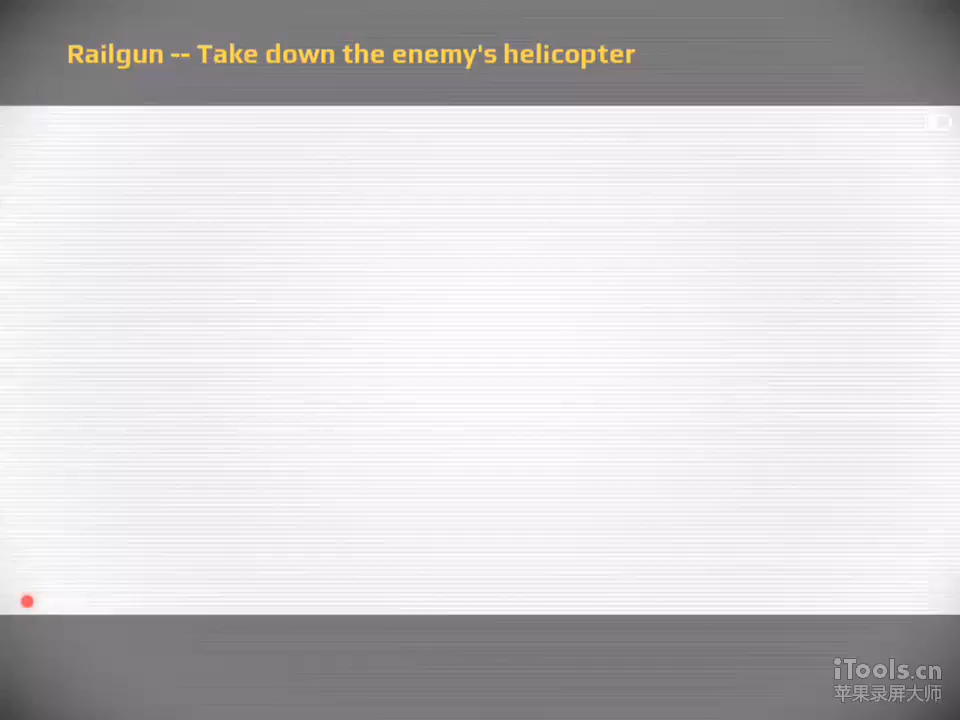 Railgun -- Take down the enemy's helicopter
iTools.cn
苹果录屏大师